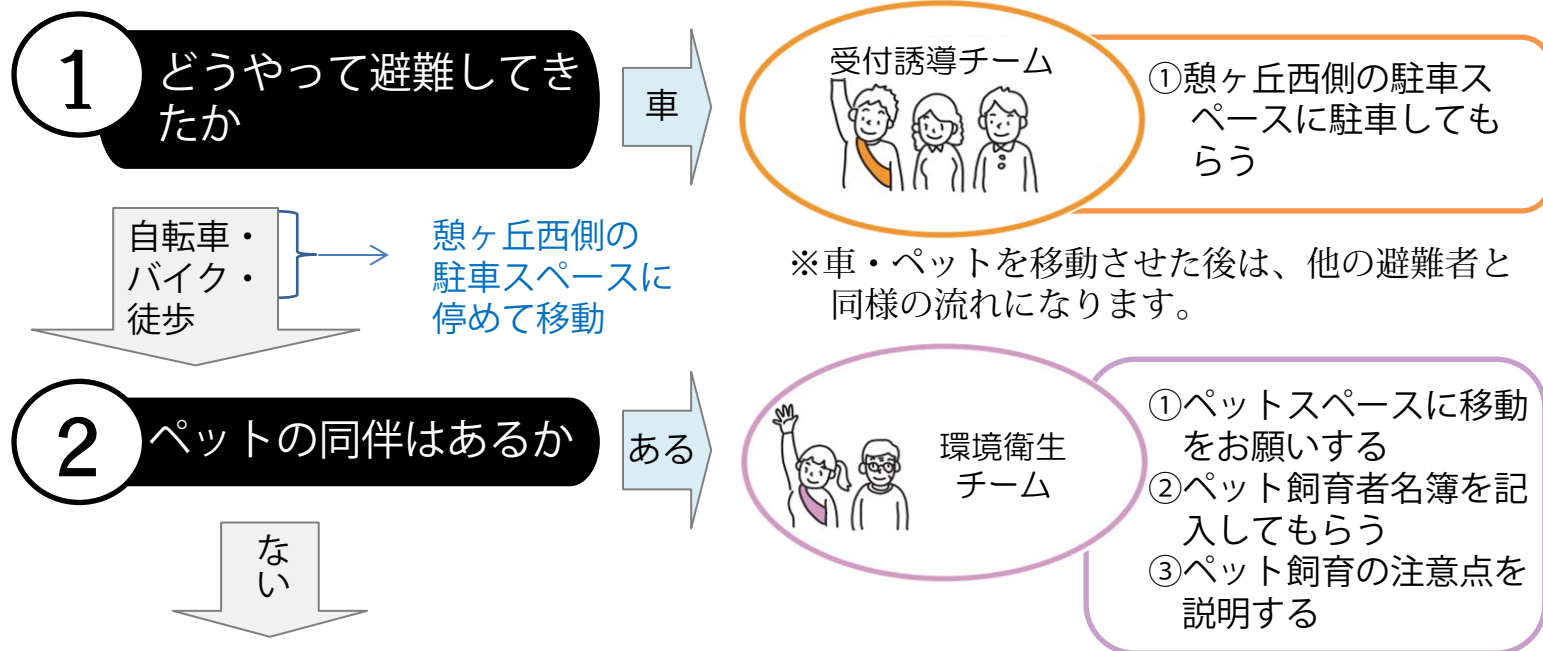 1
どうやって避難してき
たか
車
受付誘導チーム
①憩ヶ丘西側の駐車ス
ペースに駐車しても
らう
自転車・
バイク・
徒歩
憩ヶ丘西側の
駐車スペースに
停めて移動
※車・ペットを移動させた後は、他の避難者と
同様の流れになります。
2
ペットの同伴はあるか
ある
環境衛生
チーム
①ペットスペースに移動
をお願いする
②ペット飼育者名簿を記
入してもらう
③ペット飼育の注意点を
説明する
ない